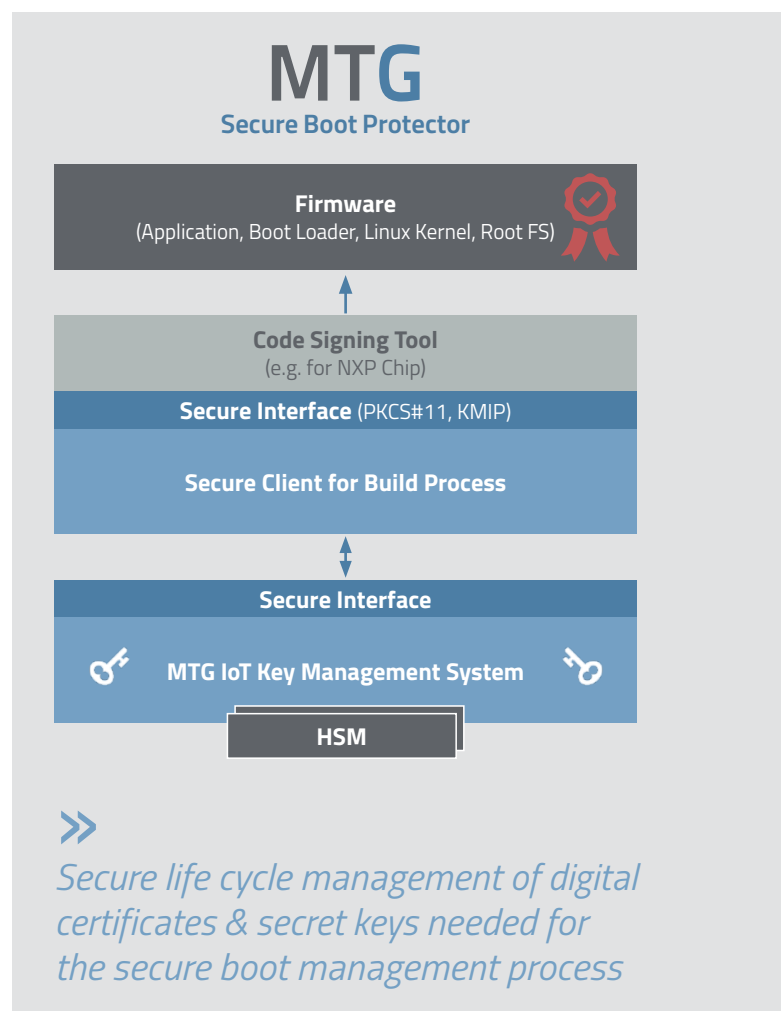 MTG
Secure Boot Protector
Firmware
(Application, Boot Loader, Linux Kernel, Root FS)
Code Signing Tool
(e.g. for NXP Chip)
Secure Interface (PKCS#11, KMIP)
Secure Client for Build Process
Secure Interface
MTG IoT Key Management System
HSM
»
Secure life cycle management of digital
certificates & secret keys needed for
the secure boot management process